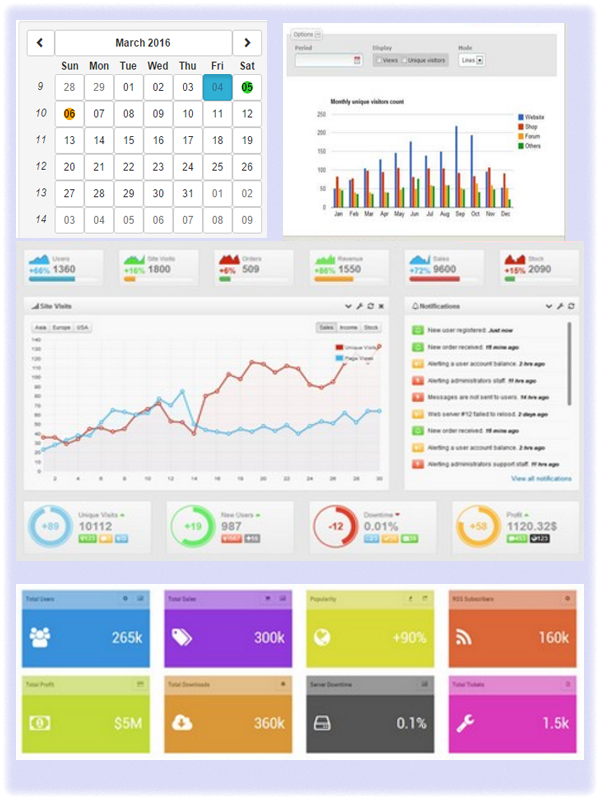 March 2016
Sun Mon Tue Wed Thu Fri Sat
9 28 29 01 02 03 04 05
10 06 07 08 09 10 11 12
11 13 14 15 16 17 18 19
12 20 21 22 23 24 25 26
13 27 28 29 30 31 01 02
14 03 04 05 06 07 08 09
Options
Period Display Mode
Views Unique visitors Lines
Monthly unique visitors count
250
200
150
100
50
0
Jan Feb Mar Apr May Jun Jul Aug Sep Oct Nov Dec
Website
Shop
Forum
Others
Users
+66% 1360
Site Visits
+16% 1800
Orders
+6% 509
Revenue
+86% 1550
Sales
+72% 9600
Stock
+15% 2090
Site Visits
Asia Europe USA
Sales Income Stock
Unique Visits
Page Views
140
130
120
110
100
90
80
70
60
50
40
30
20
10
0
2 4 6 8 10 12 14 16 18 20 22 24 26 28 30
Notifications
New user registered. Just now
New order received. 15 mins ago
Alerting a user account balance. 2 hrs ago
Alerting administrators staff. 11 hrs ago
Messages are not sent to users. 14 hrs ago
Web server #12 failed to relosd. 2 days ago
New order received. 15 mins ago
Alerting a user account balance. 2 hrs ago
Alerting administrators support staff. 11 hrs ago
View all notifications
+89
Unique Visits
10112
+19
New Users
987
-12
Downtime
0.01%
+58
Profit
1120.32$
Total Users
265k
Total Sales
300k
Popularity
+90%
RSS Subscribers
160k
Total Profit
$5M
Total Downloads
360k
Server Downtime
0.1%
Total Tickets
1.5k